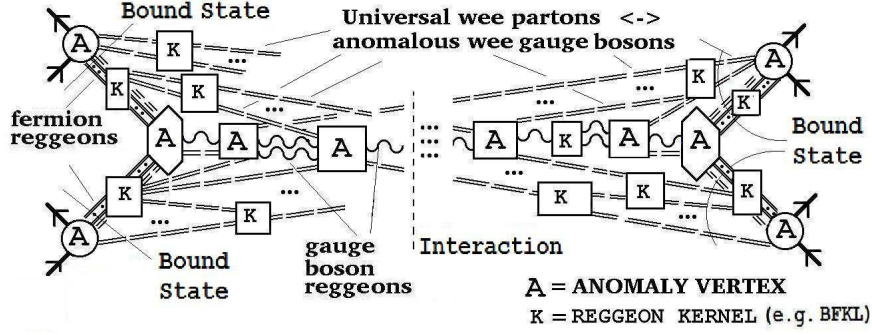 Bound State
Universal wee partons <->
anomalous wee gauge bosons
A
K
K
K
fermion
reggeons
A
A
A
K
K
A
Bound
State
gauge
boson
reggeons
Interaction
A
K
A
A
K
K
A
Bound
State
K
K
K
A
A = ANOMALY VERTEX
K = REGGEON KERNEL (e.g. BFKL)